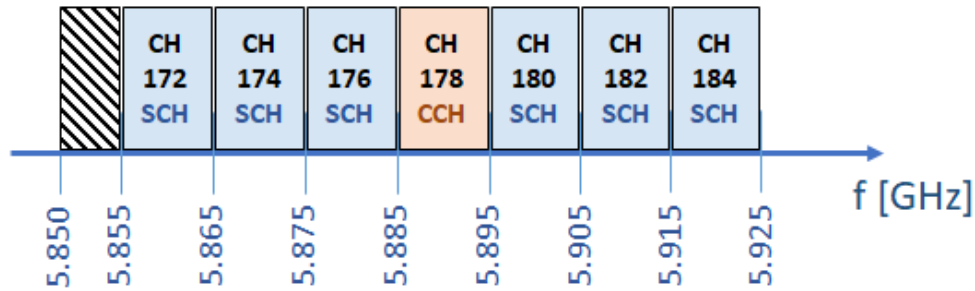 CH CH CH CH CH CH CH
172 174 176 178 180 182 184
SCH SCH SCH CCH SCH SCH SCH
f [GHz]
5.850
5.855
5.865
5.875
5.885
5.895
5.905
5.915
5.925